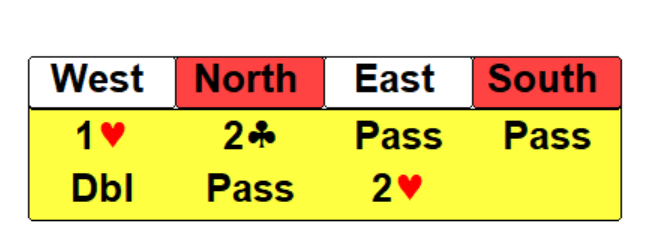 West North East South
1♥ 2♣ Pass Pass
Dbl Pass 2♥